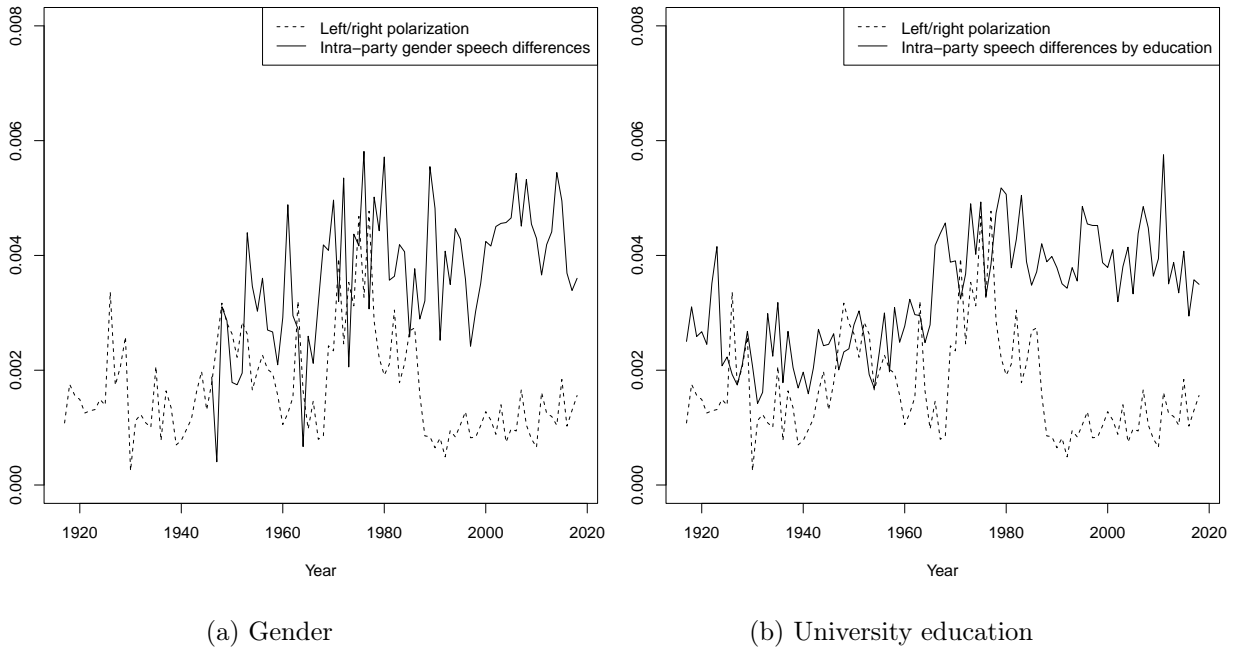 Left/right polarization
Intra−party gender speech differences
0.008
0.006
0.004
0.002
0.000
1920 1940 1960 1980 2000 2020
Year
(a) Gender
Left/right polarization
Intra−party speech differences by education
0.008
0.006
0.004
0.002
0.000
1920 1940 1960 1980 2000 2020
Year
(b) University education